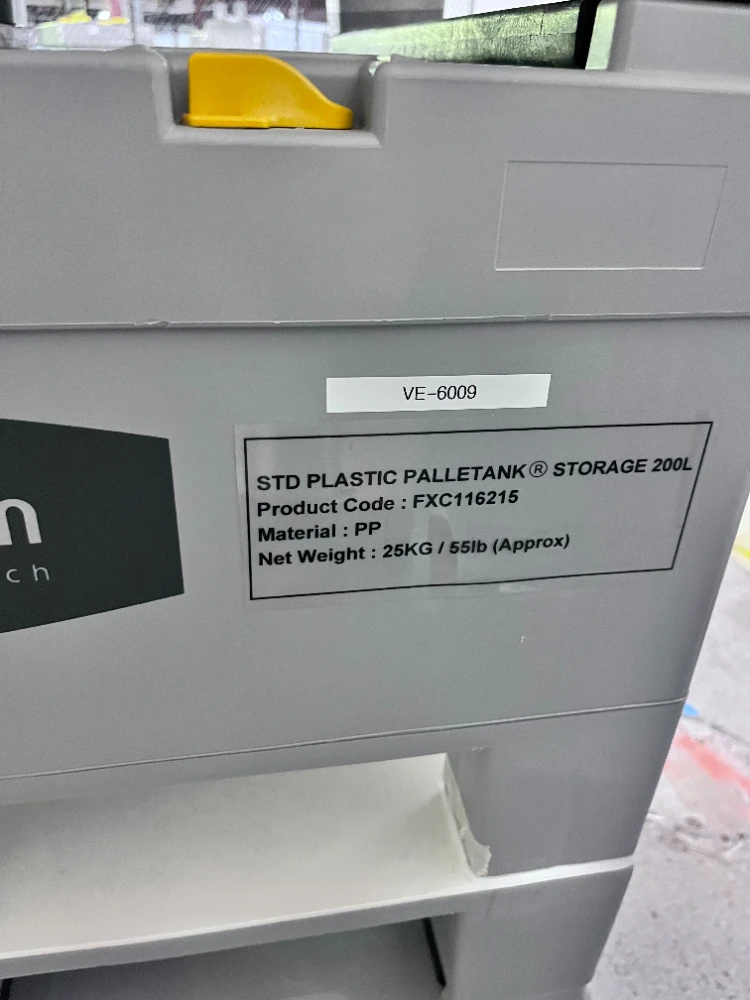 VE-6009
STD PLASTIC PALLETANK® STORAGE 200L
Product Code : FXC116215
Material : PP
Net Weight : 25KG / 55lb (Approx)